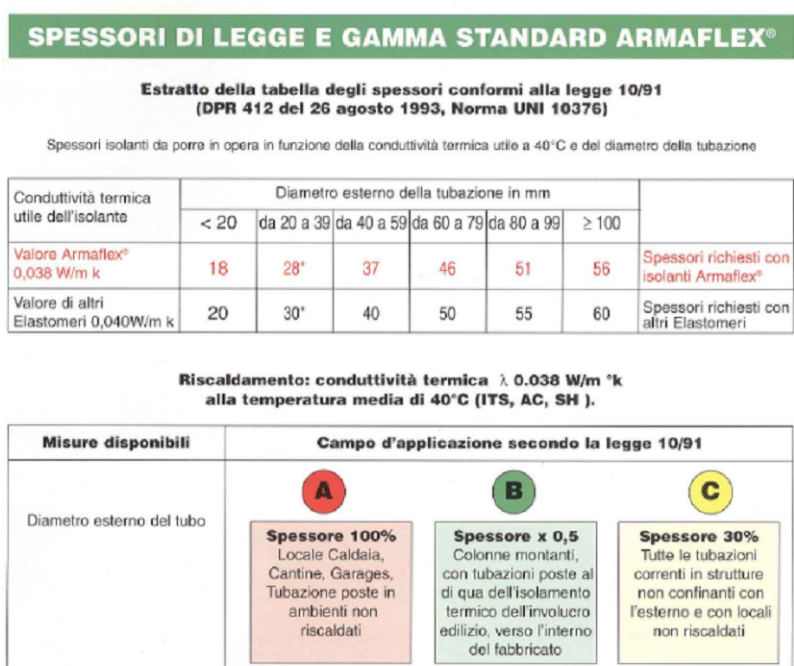 SPESSORI DI LEGGE E GAMMA STANDARD ARMAFLEX®
Estratto della tabella degli spessori conformi alla legge 10/91
(DPR 412 del 26 agosto 1993, Norma UNI 10376)
Spessori isolanti da porre in opera in funzione della conduttività termica utile a 40°C e del diametro della tubazione
Conduttività termica
utile dell'isolante
Diametro esterno della tubazione in mm
< 20 da 20 a 39 da 40 a 59 da 60 a 79 da 80 a 99 ≥ 100
Valore Armaflex®
0,038 W/m k
18 28* 37 46 51 56
Spessori richiesti con
isolanti Armaflex®
Valore di altri
Elastomeri 0,040W/m k
20 30* 40 50 55 60
Spessori richiesti con
altri Elastomeri
Riscaldamento: conduttività termica λ 0.038 W/m °k
alla temperatura media di 40°C (ITS, AC, SH ).
Misure disponibili
Campo d'applicazione secondo la legge 10/91
Diametro esterno del tubo
A
Spessore 100%
Locale Caldaia,
Cantine, Garages,
Tubazione poste in
ambienti non
riscaldati
B
Spessore x 0,5
Colonne montanti,
con tubazioni poste al
di qua dell'isolamento
termico dell'involucro
edilizio, verso l'interno
del fabbricato
C
Spessore 30%
Tutte le tubazioni
correnti in strutture
non confinanti con
l'esterno e con locali
non riscaldati